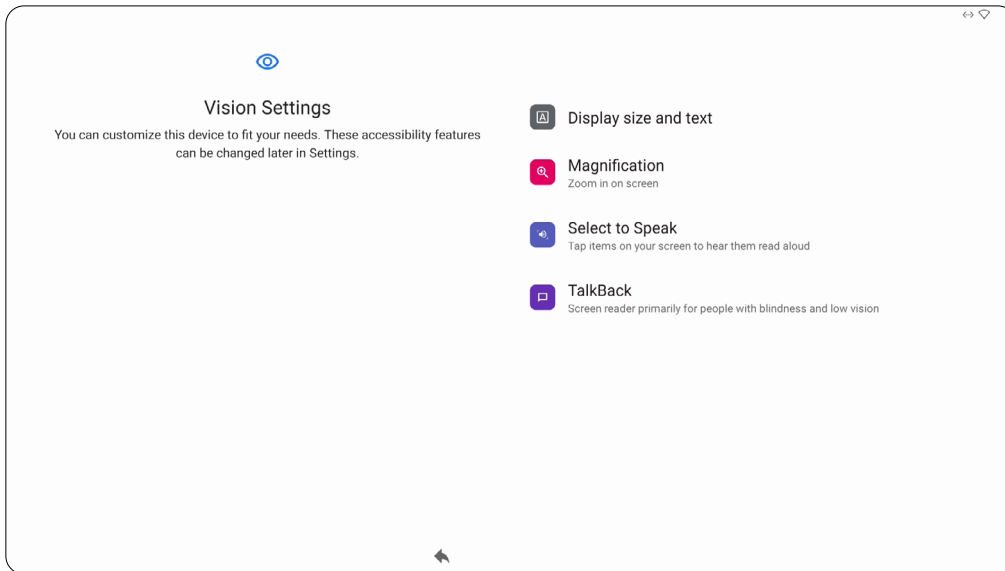 Vision Settings
You can customize this device to fit your needs. These accessibility features
can be changed later in Settings.
Display size and text
Magnification
Zoom in on screen
Select to Speak
Tap items on your screen to hear them read aloud
TalkBack
Screen reader primarily for people with blindness and low vision